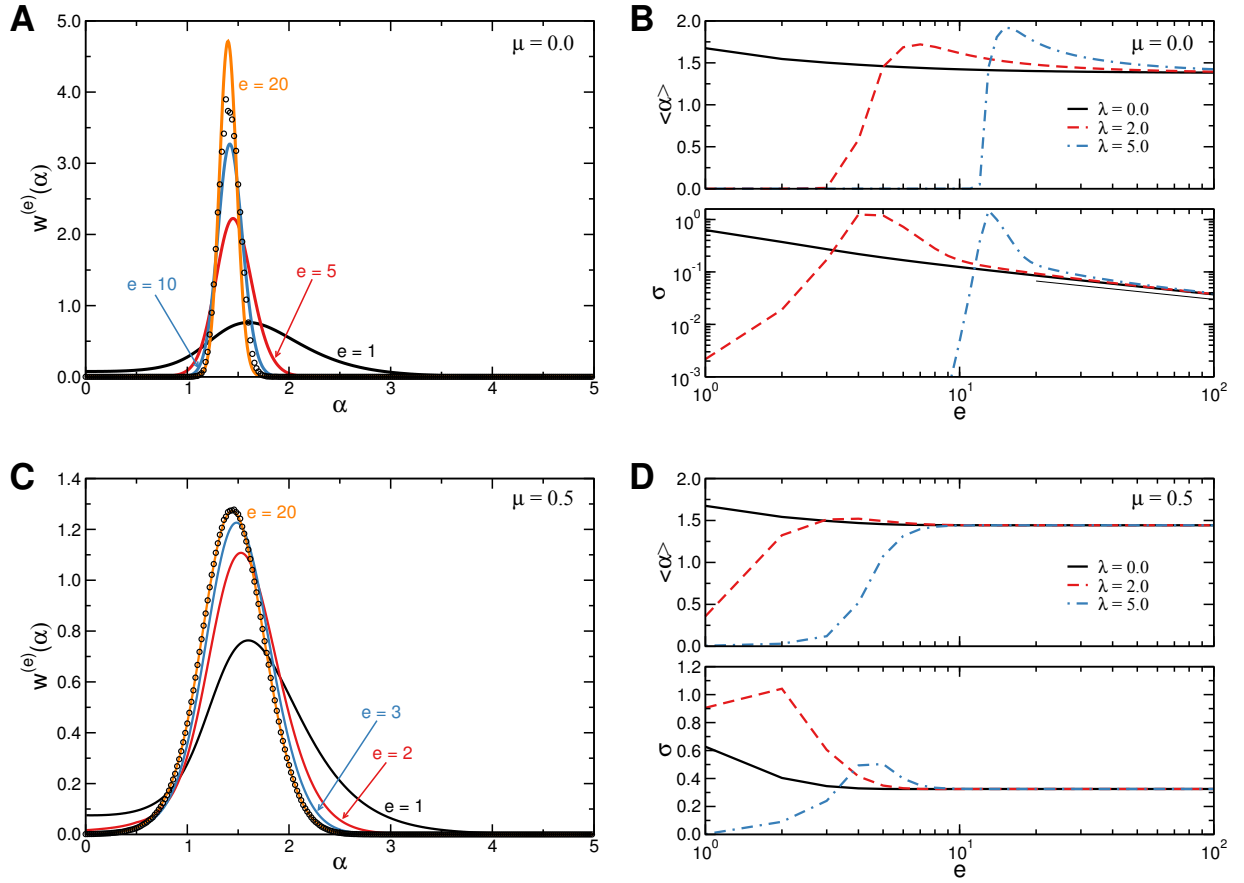 A
μ = 0.0
5.0
4.0
3.0
2.0
1.0
0.0
w(e)(α)
e = 20
e = 10
e = 5
e = 1
0 1 2 3 4 5
α
B
μ = 0.0
2.0
1.5
1.0
0.5
0.0
<α>
λ = 0.0
λ = 2.0
λ = 5.0
10^0
10^-1
10^-2
10^-3
σ
10^0 10^1 10^2
e
C
μ = 0.5
1.4
1.2
1.0
0.8
0.6
0.4
0.2
0.0
w(e)(α)
e = 20
e = 3
e = 2
e = 1
0 1 2 3 4 5
α
D
μ = 0.5
2.0
1.5
1.0
0.5
0.0
<α>
λ = 0.0
λ = 2.0
λ = 5.0
1.2
1.0
0.8
0.6
0.4
0.2
0.0
σ
10^0 10^1 10^2
e